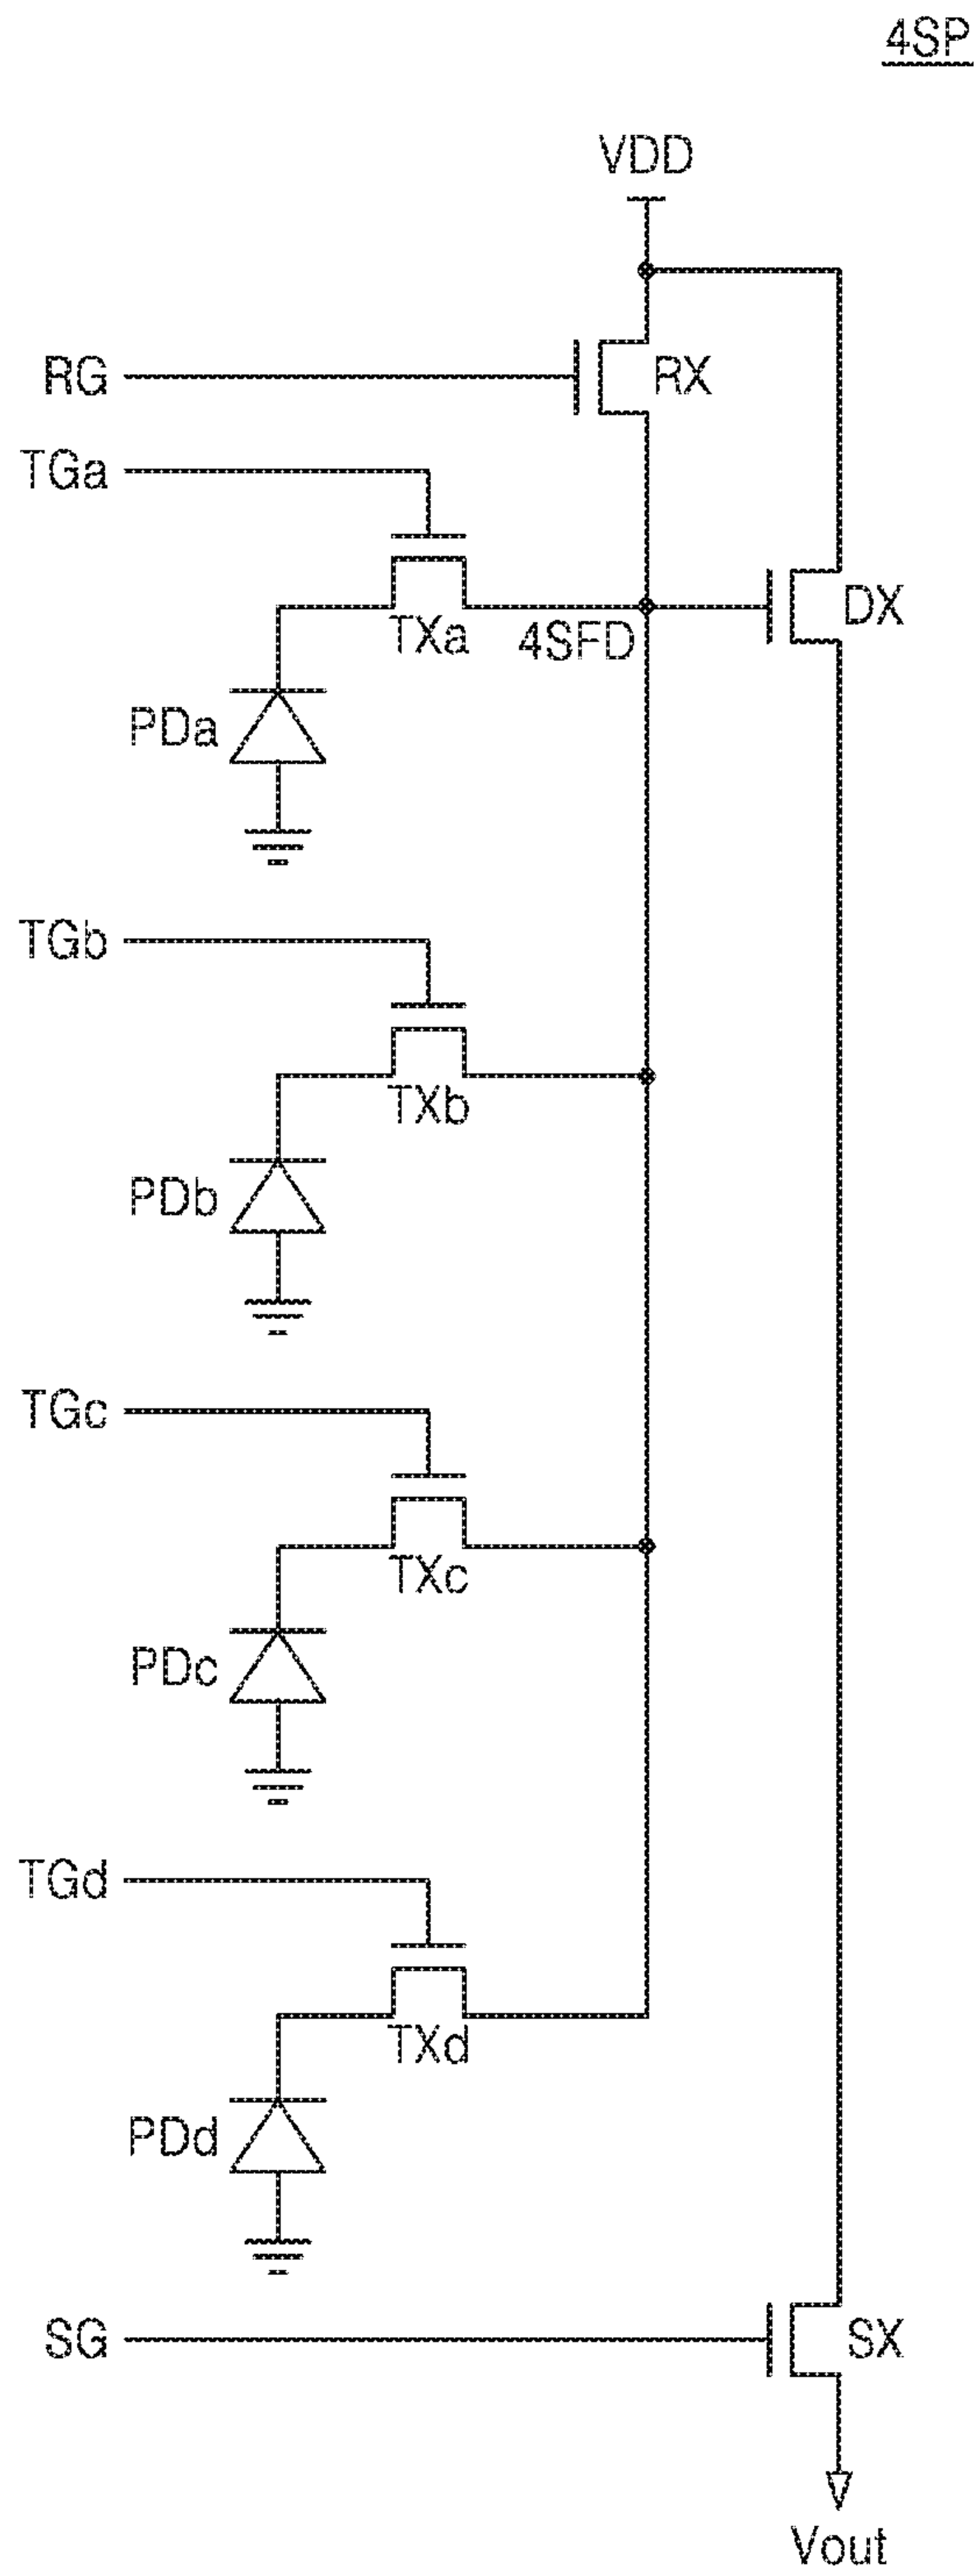 4SP
VDD
RG
RX
TGa
TXa
4SFD
DX
PDa
TGb
TXb
PDb
TGc
TXc
PDc
TGd
TXd
PDd
SG
SX
Vout